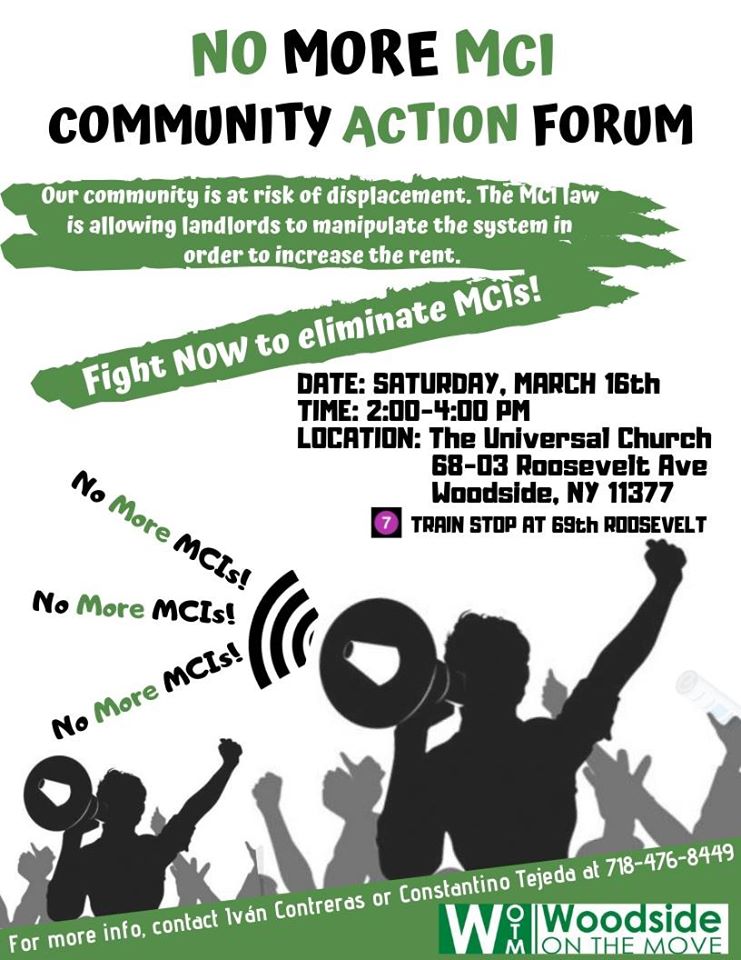 NO MORE MCI
COMMUNITY ACTION FORUM
Our community is at risk of displacement. The MCI law
is allowing landlords to manipulate the system in
order to increase the rent.
Fight NOW to eliminate MCIs!
DATE: SATURDAY, MARCH 16th
TIME: 2:00-4:00 PM
LOCATION: The Universal Church
68-03 Roosevelt Ave
Woodside, NY 11377
7 TRAIN STOP AT 69th ROOSEVELT
No More MCIs!
No More MCIs!
No More MCIs!
For more info, contact Iván Contreras or Constantino Tejeda at 718-476-8449
WOTM Woodside
ON THE MOVE